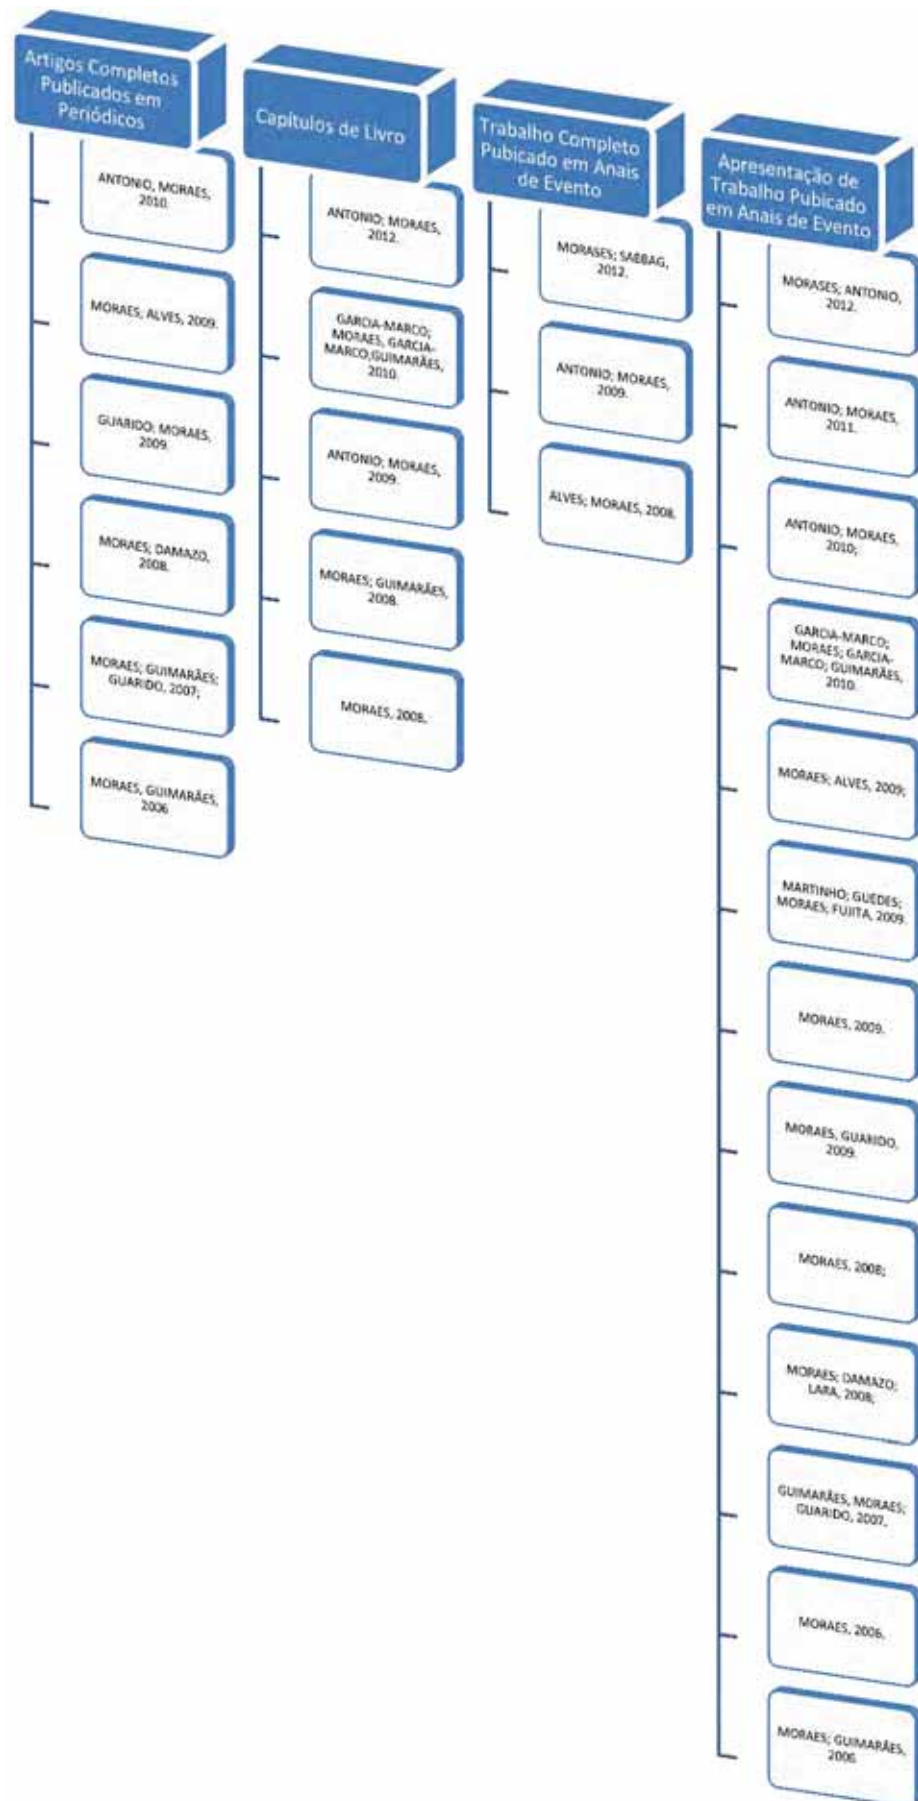 Artigos Completos
Publicados em
Periódicos
ANTONIO, MORAES,
2010.
MORAES, ALVES, 2009.
GUARIDO; MORAES,
2009.
MORAES; DAMAZO,
2008.
MORAES; GUIMARÃES;
GUARIDO, 2007;
MORAES, GUIMARÃES,
2006
Capítulos de Livro
ANTONIO; MORAES,
2012.
GARCIA-MARCO;
MORAES, GARCIA-
MARCO,GUIMARÃES,
2010.
ANTONIO; MORAES,
2009.
MORAES; GUIMARÃES,
2008.
MORAES, 2008.
Trabalho Completo
Pubicado em Anais
de Evento
MORASES; SABBAG,
2012.
ANTONIO; MORAES,
2009.
ALVES; MORAES, 2008.
Apresentação de
Trabalho Pubicado
em Anais de Evento
MORASES; ANTONIO,
2012.
ANTONIO; MORAES,
2011.
ANTONIO; MORAES,
2010;
GARCIA-MARCO;
MORAES; GARCIA-
MARCO; GUIMARÃES,
2010.
MORAES; ALVES, 2009;
MARTINHO; GUEDES;
MORAES; FUJITA, 2009.
MORAES, 2009.
MORAES, GUARIDO,
2009.
MORAES, 2008;
MORAES; DAMAZO;
LARA, 2008;
GUIMARÃES, MORAES;
GUARIDO, 2007.
MORAES, 2006.
MORAES; GUIMARÃES,
2006